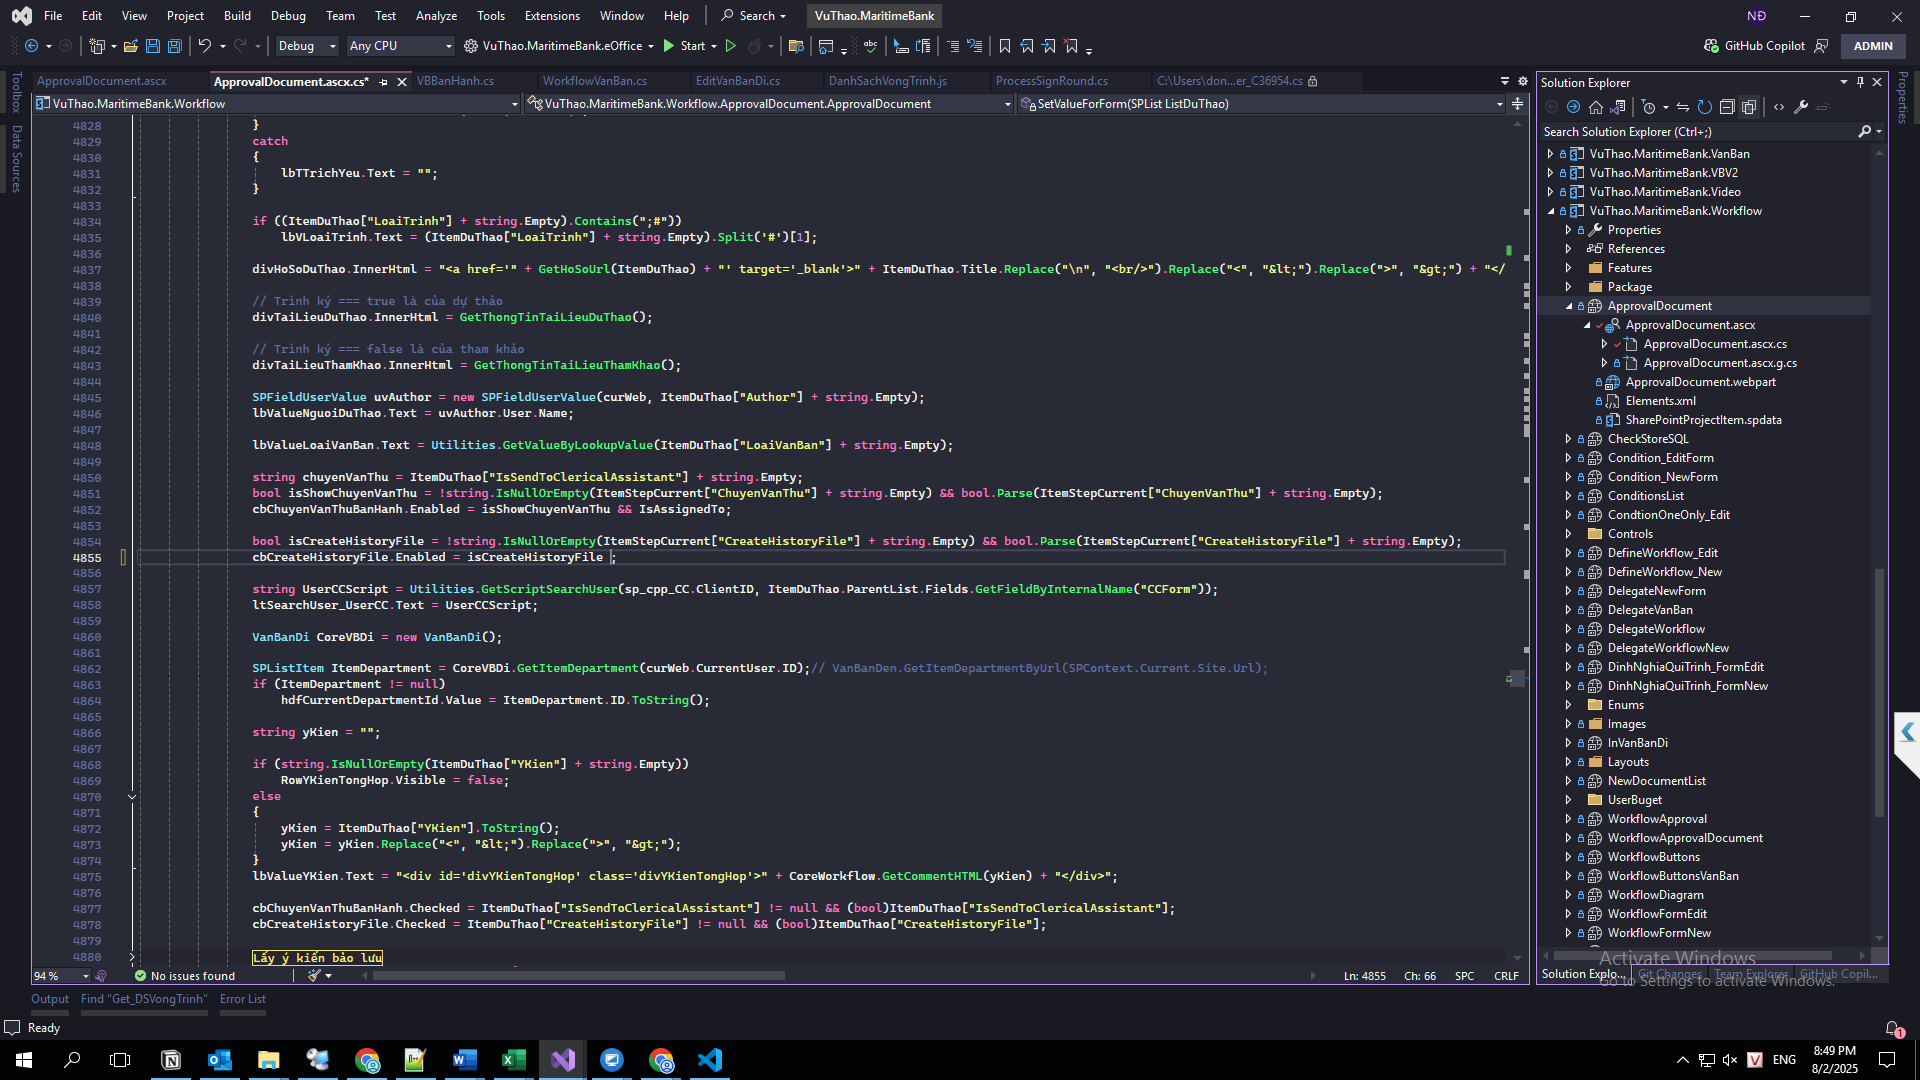 File Edit View Project Build Debug Team Test Analyze Tools Extensions Window Help Search VuThao.MaritimeBank NĐ
Debug Any CPU VuThao.MaritimeBank.eOffice Start GitHub Copilot ADMIN
ApprovalDocument.ascx ApprovalDocument.ascx.cs* VBBanHanh.cs WorkflowVanBan.cs EditVanBanDi.cs DanhSachVongTrinh.js ProcessSignRound.cs C:\Users\don...er_C36954.cs
VuThao.MaritimeBank.Workflow VuThao.MaritimeBank.Workflow.ApprovalDocument.ApprovalDocument SetValueForForm(SPList ListDuThao)
Toolbox
Data Sources
4828 }
4829 catch
4830 {
4831 lbTTrichYeu.Text = "";
4832 }
4833
4834 if ((ItemDuThao["LoaiTrinh"] + string.Empty).Contains(";#"))
4835 lbVLoaiTrinh.Text = (ItemDuThao["LoaiTrinh"] + string.Empty).Split('#')[1];
4836
4837 divHoSoDuThao.InnerHtml = "<a href='" + GetHoSoUrl(ItemDuThao) + "' target='_blank'>" + ItemDuThao.Title.Replace("\n", "<br/>").Replace("<", "&lt;").Replace(">", "&gt;") + "</
4838
4839 // Trình ký === true là của dự thảo
4840 divTaiLieuDuThao.InnerHtml = GetThongTinTaiLieuDuThao();
4841
4842 // Trình ký === false là của tham khảo
4843 divTaiLieuThamKhao.InnerHtml = GetThongTinTaiLieuThamKhao();
4844
4845 SPFieldUserValue uvAuthor = new SPFieldUserValue(curWeb, ItemDuThao["Author"] + string.Empty);
4846 lbValueNguoiDuThao.Text = uvAuthor.User.Name;
4847
4848 lbValueLoaiVanBan.Text = Utilities.GetValueByLookupValue(ItemDuThao["LoaiVanBan"] + string.Empty);
4849
4850 string chuyenVanThu = ItemDuThao["IsSendToClericalAssistant"] + string.Empty;
4851 bool isShowChuyenVanThu = !string.IsNullOrEmpty(ItemStepCurrent["ChuyenVanThu"] + string.Empty) && bool.Parse(ItemStepCurrent["ChuyenVanThu"] + string.Empty);
4852 cbChuyenVanThuBanHanh.Enabled = isShowChuyenVanThu && IsAssignedTo;
4853
4854 bool isCreateHistoryFile = !string.IsNullOrEmpty(ItemStepCurrent["CreateHistoryFile"] + string.Empty) && bool.Parse(ItemStepCurrent["CreateHistoryFile"] + string.Empty);
4855 cbCreateHistoryFile.Enabled = isCreateHistoryFile ;
4856
4857 string UserCCScript = Utilities.GetScriptSearchUser(sp_cpp_CC.ClientID, ItemDuThao.ParentList.Fields.GetFieldByInternalName("CCForm"));
4858 ltSearchUser_UserCC.Text = UserCCScript;
4859
4860 VanBanDi CoreVBDi = new VanBanDi();
4861
4862 SPListItem ItemDepartment = CoreVBDi.GetItemDepartment(curWeb.CurrentUser.ID);// VanBanDen.GetItemDepartmentByUrl(SPContext.Current.Site.Url);
4863 if (ItemDepartment != null)
4864 hdfCurrentDepartmentId.Value = ItemDepartment.ID.ToString();
4865
4866 string yKien = "";
4867
4868 if (string.IsNullOrEmpty(ItemDuThao["YKien"] + string.Empty))
4869 RowYKienTongHop.Visible = false;
4870 else
4871 {
4872 yKien = ItemDuThao["YKien"].ToString();
4873 yKien = yKien.Replace("<", "&lt;").Replace(">", "&gt;");
4874 }
4875 lbValueYKien.Text = "<div id='divYKienTongHop' class='divYKienTongHop'>" + CoreWorkflow.GetCommentHTML(yKien) + "</div>";
4876
4877 cbChuyenVanThuBanHanh.Checked = ItemDuThao["IsSendToClericalAssistant"] != null && (bool)ItemDuThao["IsSendToClericalAssistant"];
4878 cbCreateHistoryFile.Checked = ItemDuThao["CreateHistoryFile"] != null && (bool)ItemDuThao["CreateHistoryFile"];
4879
4880 Lấy ý kiến bảo lưu
94 % No issues found Ln: 4855 Ch: 66 SPC CRLF
Output Find "Get_DSVongTrinh" Error List
Ready
Solution Explorer
Properties
Search Solution Explorer (Ctrl+;)
VuThao.MaritimeBank.VanBan
VuThao.MaritimeBank.VBV2
VuThao.MaritimeBank.Video
VuThao.MaritimeBank.Workflow
Properties
References
Features
Package
ApprovalDocument
ApprovalDocument.ascx
ApprovalDocument.ascx.cs
ApprovalDocument.ascx.g.cs
ApprovalDocument.webpart
Elements.xml
SharePointProjectItem.spdata
CheckStoreSQL
Condition_EditForm
Condition_NewForm
ConditionsList
CondtionOneOnly_Edit
Controls
DefineWorkflow_Edit
DefineWorkflow_New
DelegateNewForm
DelegateVanBan
DelegateWorkflow
DelegateWorkflowNew
DinhNghiaQuiTrinh_FormEdit
DinhNghiaQuiTrinh_FormNew
Enums
Images
InVanBanDi
Layouts
NewDocumentList
UserBuget
WorkflowApproval
WorkflowApprovalDocument
WorkflowButtons
WorkflowButtonsVanBan
WorkflowDiagram
WorkflowFormEdit
WorkflowFormNew
Activate Windows
Solution Explo... Git Changes Team Explorer GitHub Copil...
Go to Settings to activate Windows.
1
ENG 8:49 PM
8/2/2025